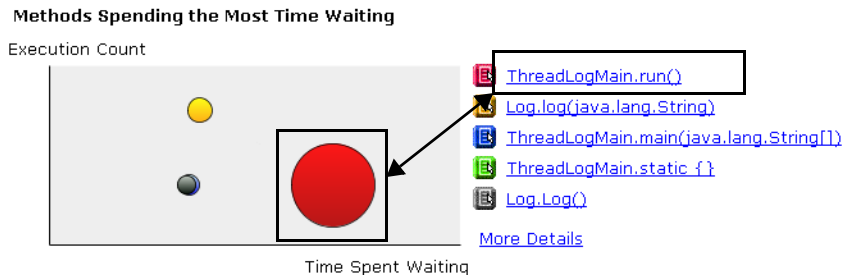 Methods Spending the Most Time Waiting
Execution Count
ThreadLogMain.run()
Log.log(java.lang.String)
ThreadLogMain.main(java.lang.String[])
ThreadLogMain.static {}
Log.Log()
More Details
Time Spent Waiting